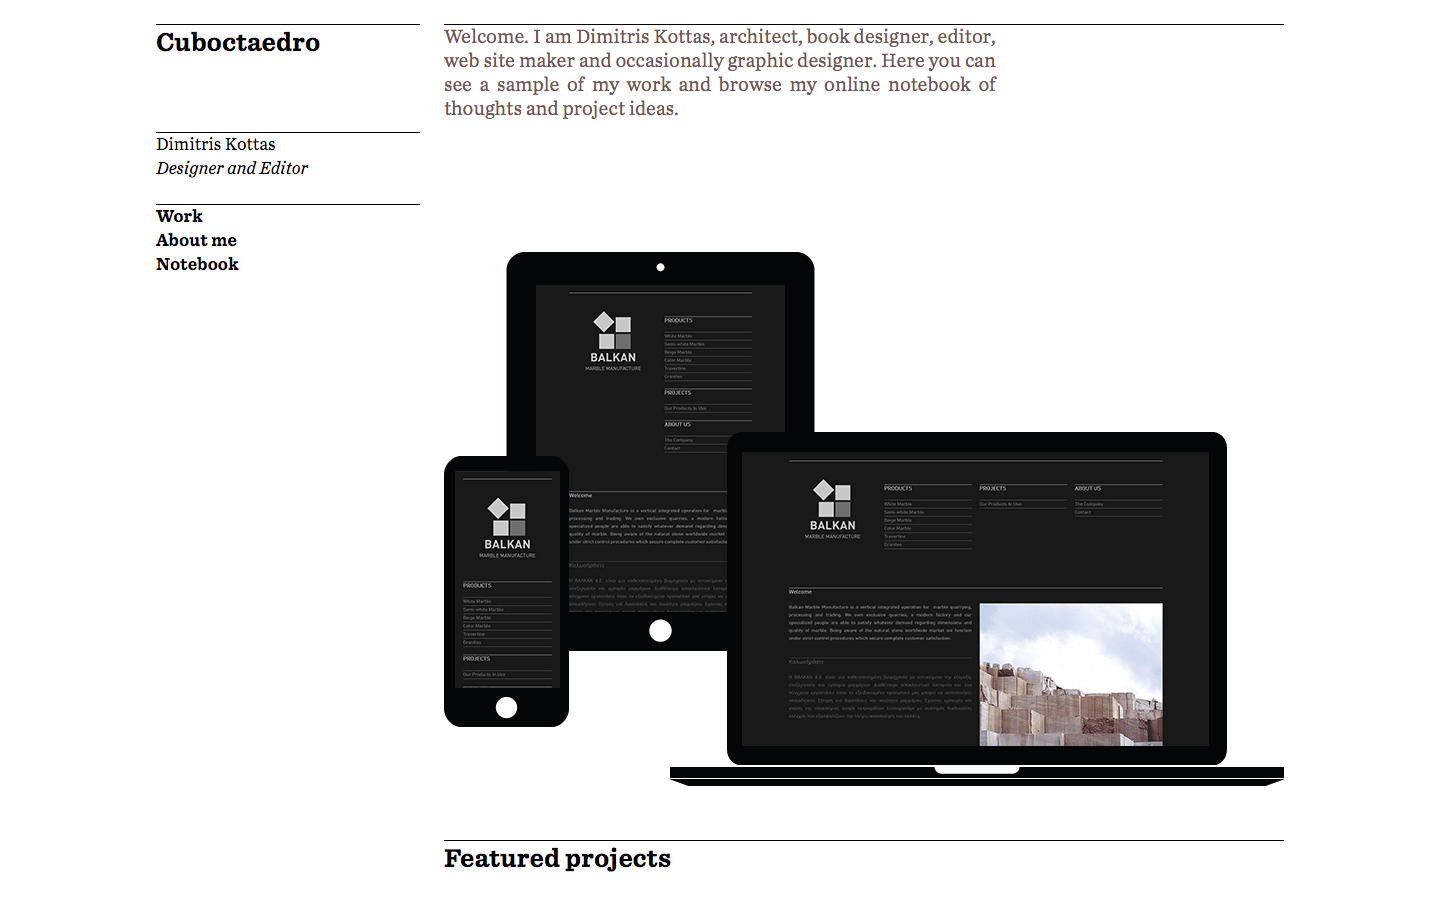 Cuboctaedro
Dimitris Kottas
Designer and Editor
Work
About me
Notebook
Welcome. I am Dimitris Kottas, architect, book designer, editor,
web site maker and occasionally graphic designer. Here you can
see a sample of my work and browse my online notebook of
thoughts and project ideas.
BALKAN
MARBLE MANUFACTURE
PRODUCTS
White Marble
Semi-white Marble
Beige Marble
Color Marble
Travertine
Granites
PROJECTS
Our Products In Use
ABOUT US
The Company
Contact
Welcome
Balkan Marble Manufacture is a vertical integrated operation for marble
processing and trading. We own exclusive quarries, a modern
specialized people are able to satisfy whatever demand regarding
quality of marble. Being aware of the natural stone worldwide market
under strict control procedures which secure complete customer
Καλωσήρθατε
BALKAN
MARBLE MANUFACTURE
PRODUCTS
White Marble
Semi-white Marble
Beige Marble
Color Marble
Travertine
Granites
PROJECTS
Our Products In Use
BALKAN
MARBLE MANUFACTURE
PRODUCTS
White Marble
Semi-white Marble
Beige Marble
Color Marble
Travertine
Granites
PROJECTS
Our Products In Use
ABOUT US
The Company
Contact
Welcome
Balkan Marble Manufacture is a vertical integrated operation for marble quarrying,
processing and trading. We own exclusive quarries, a modern factory and our
specialized people are able to satisfy whatever demand regarding dimensions and
quality of marble. Being aware of the natural stone worldwide market we function
under strict control procedures which secure complete customer satisfaction.
Καλωσήρθατε
Featured projects